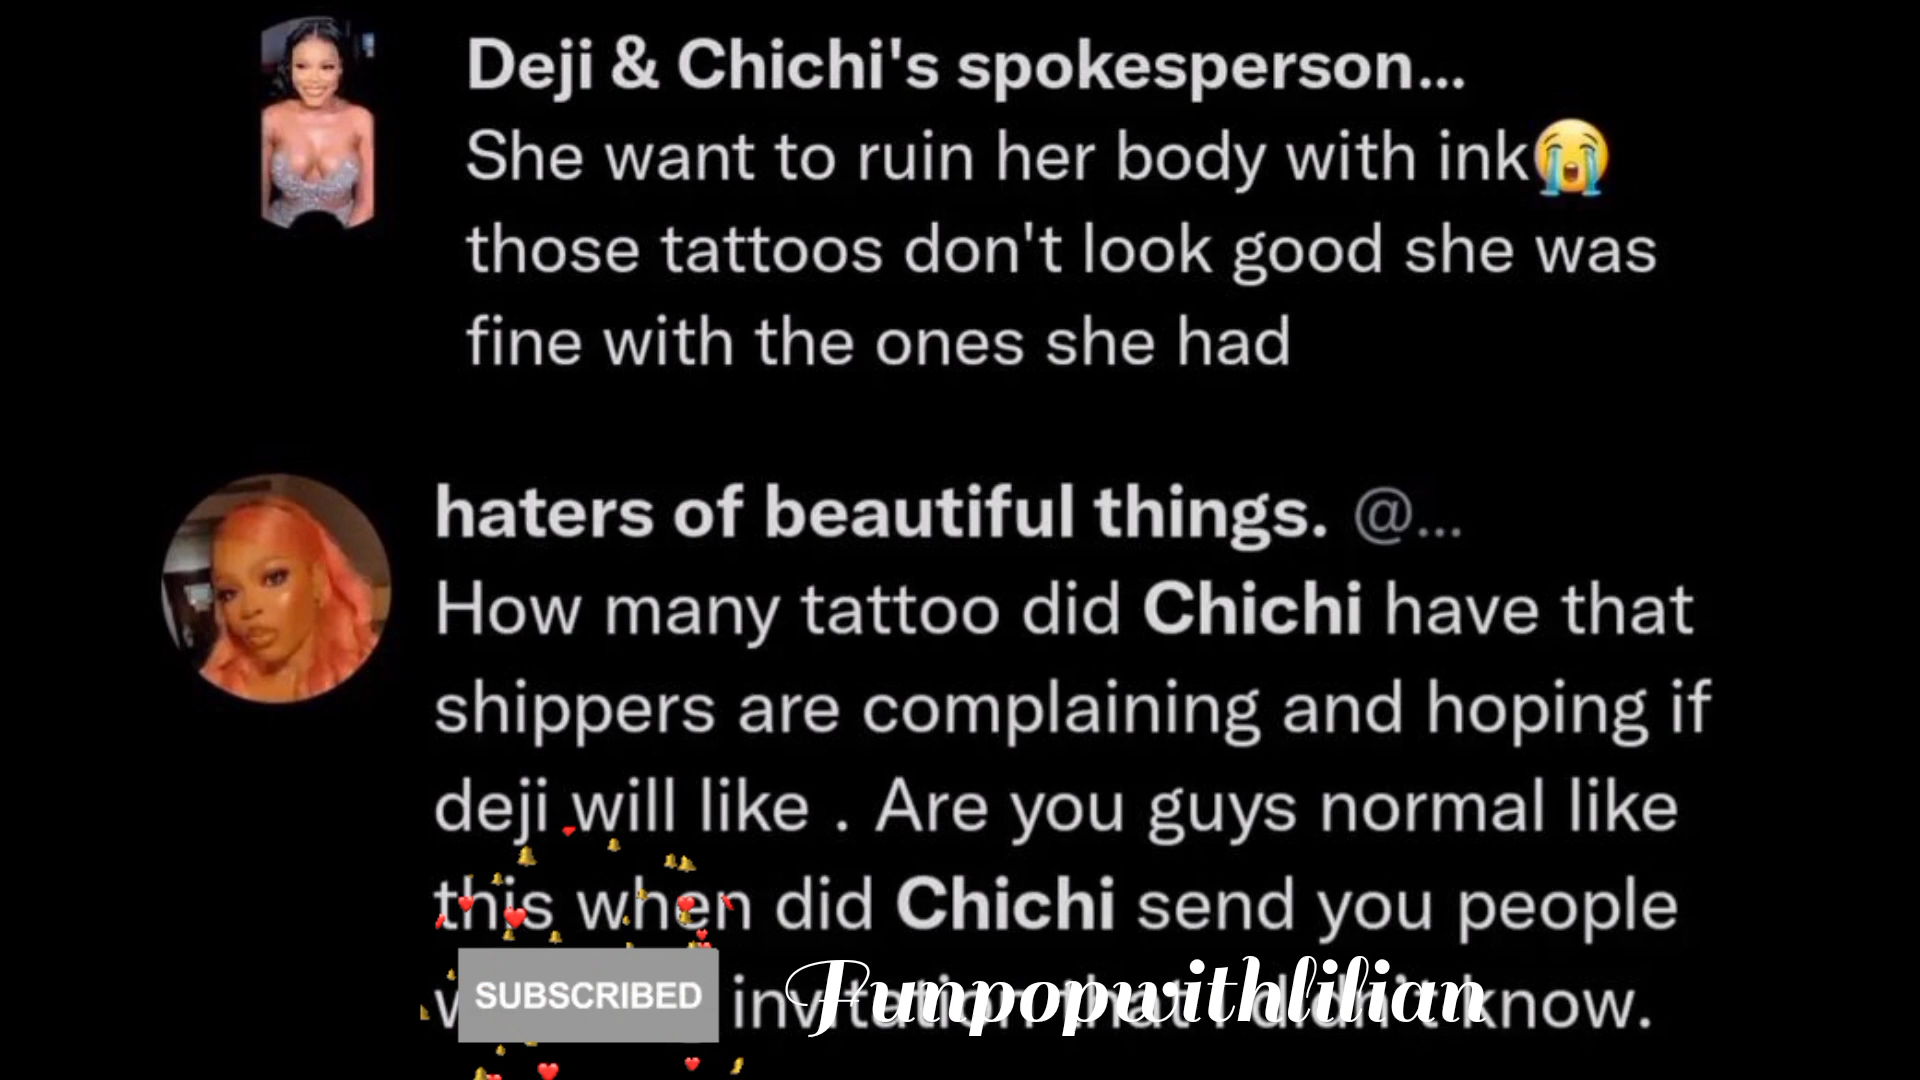 Deji & Chichi's spokesperson...
She want to ruin her body with ink😭
those tattoos don't look good she was
fine with the ones she had
haters of beautiful things. @...
How many tattoo did Chichi have that
shippers are complaining and hoping if
deji will like . Are you guys normal like
this when did Chichi send you people
invitation that I didn't know.
SUBSCRIBED
Funpopwithlilian